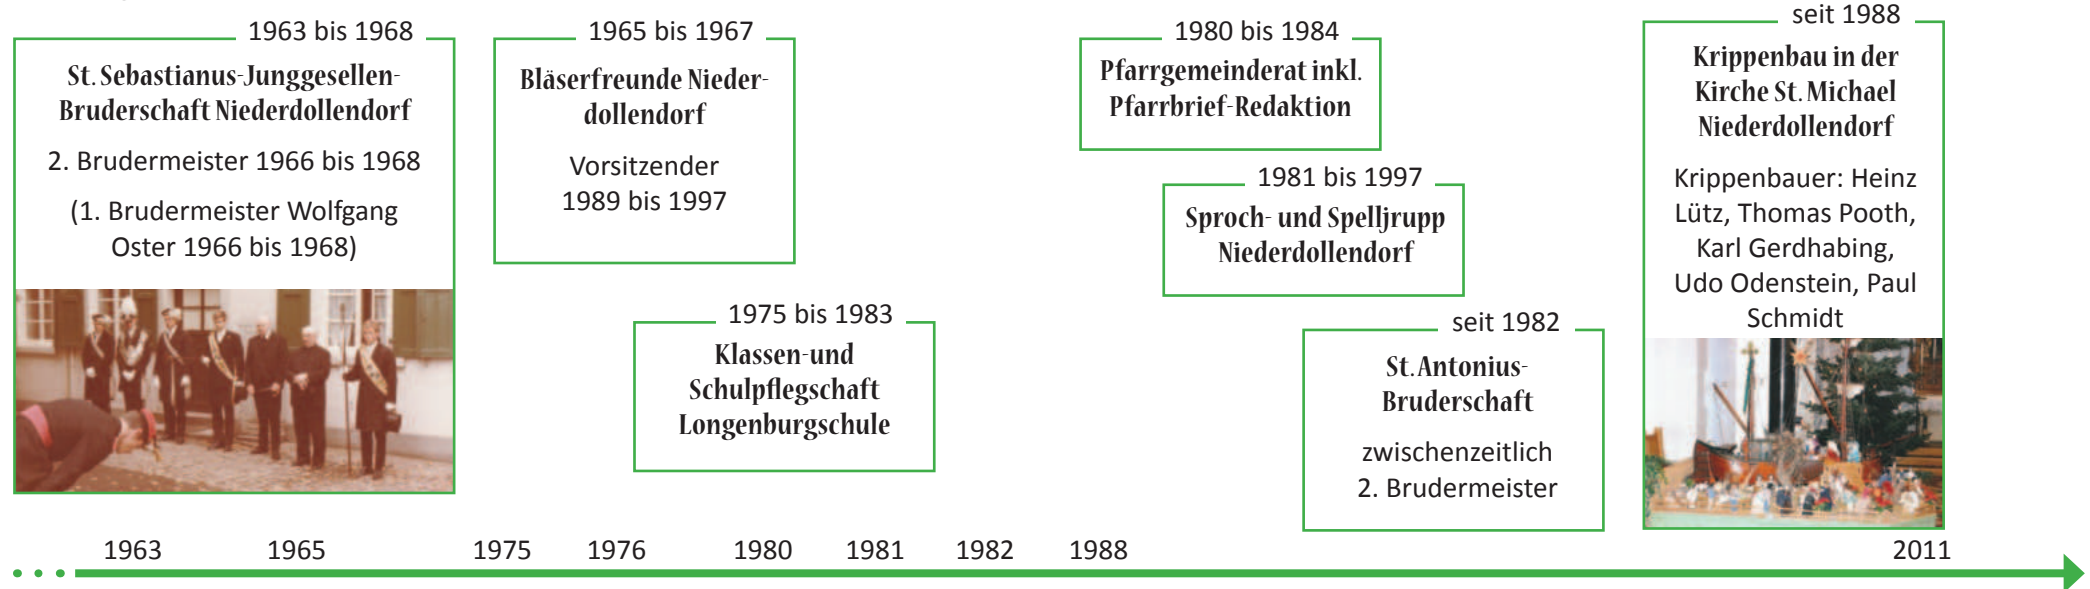 1963 bis 1968
St. Sebastianus-Junggesellen-
Bruderschaft Niederdollendorf
2. Brudermeister 1966 bis 1968
(1. Brudermeister Wolfgang
Oster 1966 bis 1968)
1965 bis 1967
Bläserfreunde Nieder-
dollendorf
Vorsitzender
1989 bis 1997
1975 bis 1983
Klassen-und
Schulpflegschaft
Longenburgschule
1980 bis 1984
Pfarrgemeinderat inkl.
Pfarrbrief-Redaktion
1981 bis 1997
Sproch- und Spelljrupp
Niederdollendorf
seit 1982
St. Antonius-
Bruderschaft
zwischenzeitlich
2. Brudermeister
seit 1988
Krippenbau in der
Kirche St. Michael
Niederdollendorf
Krippenbauer: Heinz
Lütz, Thomas Pooth,
Karl Gerdhabing,
Udo Odenstein, Paul
Schmidt
1963 1965 1975 1976 1980 1981 1982 1988 2011